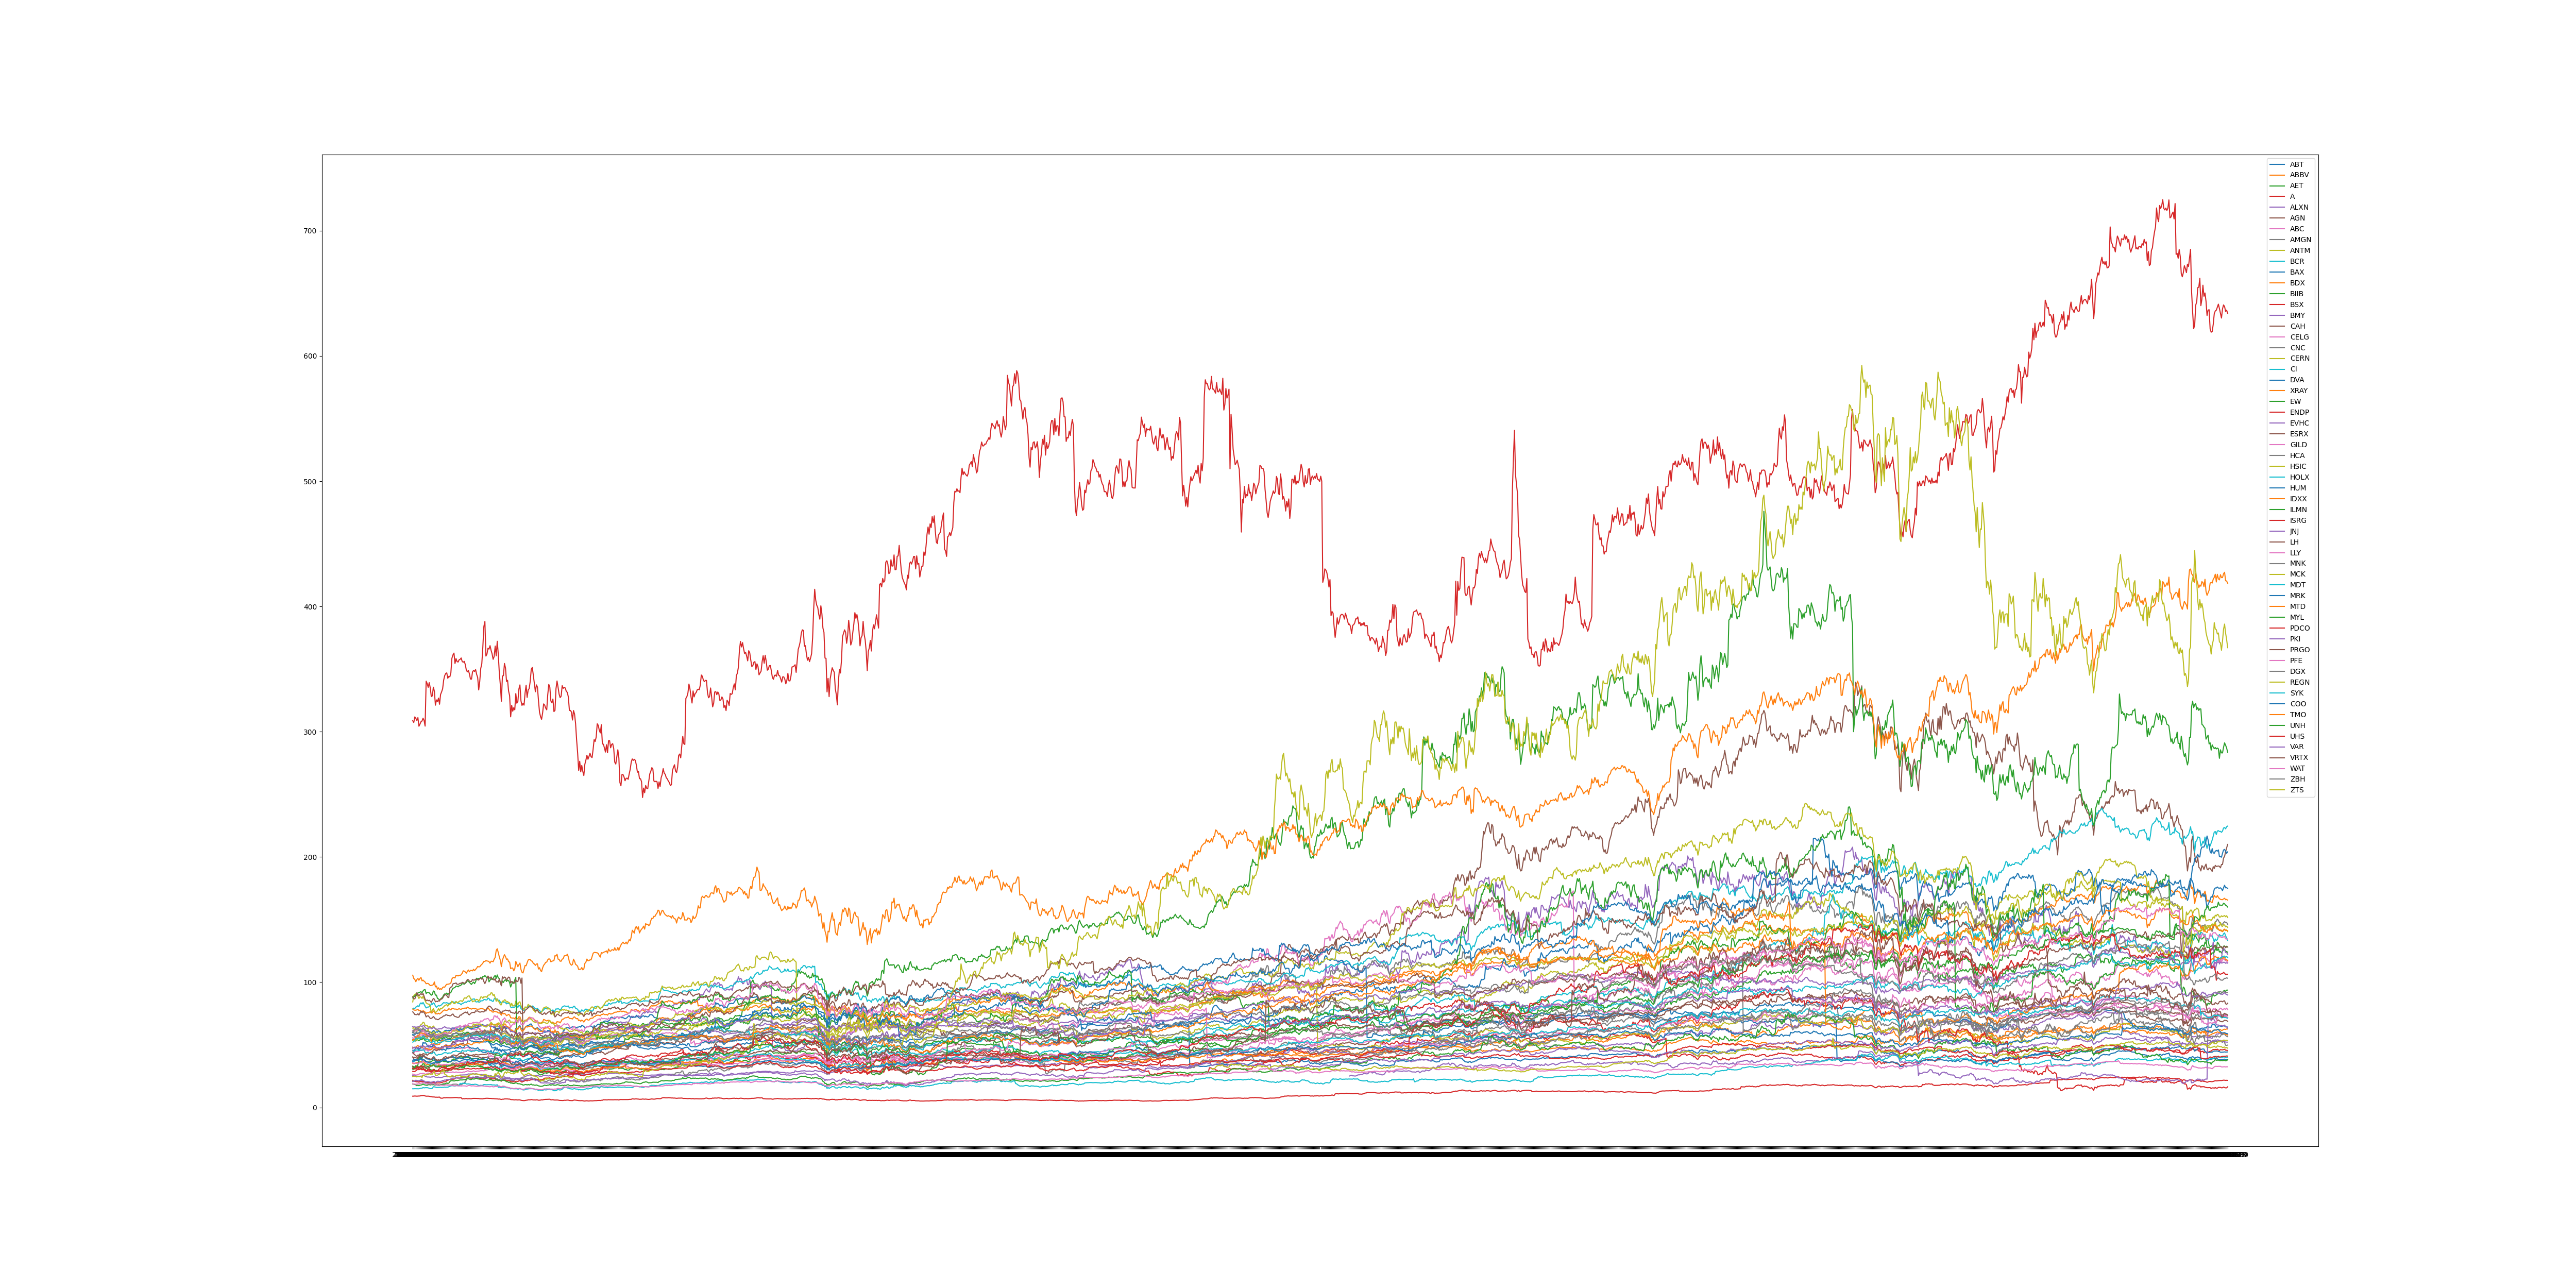 700
600
500
400
300
200
100
0
ABT
ABBV
AET
A
ALXN
AGN
ABC
AMGN
ANTM
BCR
BAX
BDX
BIIB
BSX
BMY
CAH
CELG
CNC
CERN
CI
DVA
XRAY
EW
ENDP
EVHC
ESRX
GILD
HCA
HSIC
HOLX
HUM
IDXX
ILMN
ISRG
JNJ
LH
LLY
MNK
MCK
MDT
MRK
MTD
MYL
PDCO
PKI
PRGO
PFE
DGX
REGN
SYK
COO
TMO
UNH
UHS
VAR
VRTX
WAT
ZBH
ZTS